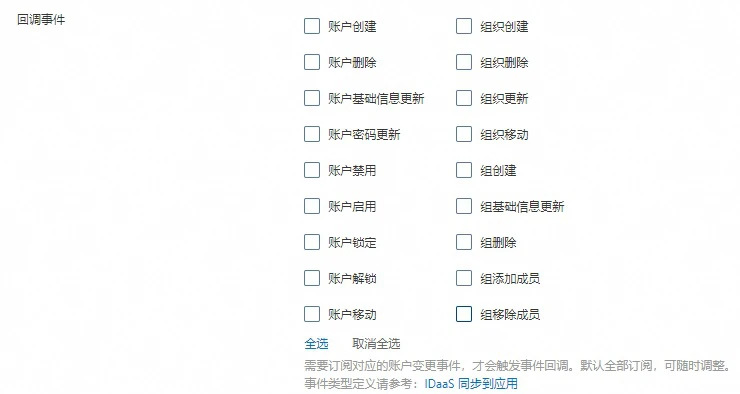 回调事件
账户创建 组织创建
账户删除 组织删除
账户基础信息更新 组织更新
账户密码更新 组织移动
账户禁用 组创建
账户启用 组基础信息更新
账户锁定 组删除
账户解锁 组添加成员
账户移动 组移除成员
全选 取消全选
需要订阅对应的账户变更事件，才会触发事件回调。默认全部订阅，可随时调整。
事件类型定义请参考：IDaaS 同步到应用